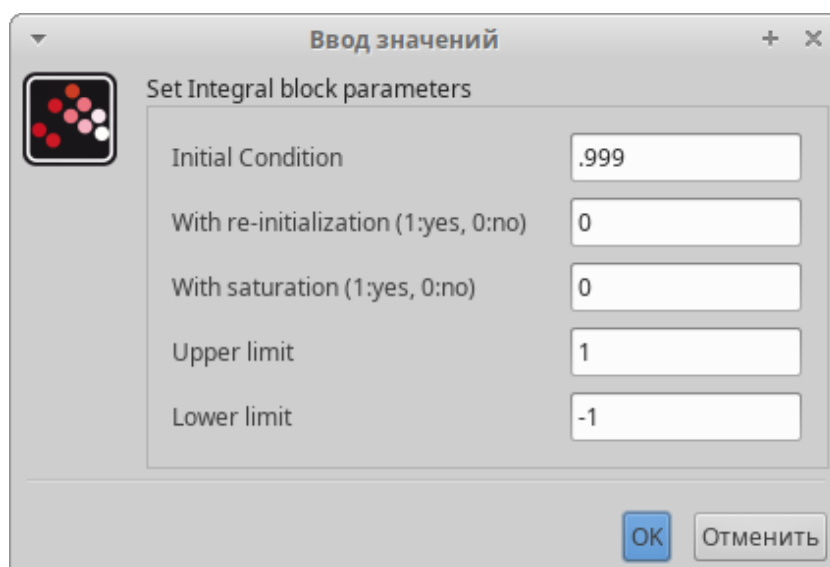 Ввод значений
Set Integral block parameters
Initial Condition .999
With re-initialization (1:yes, 0:no) 0
With saturation (1:yes, 0:no) 0
Upper limit 1
Lower limit -1
OK Отменить